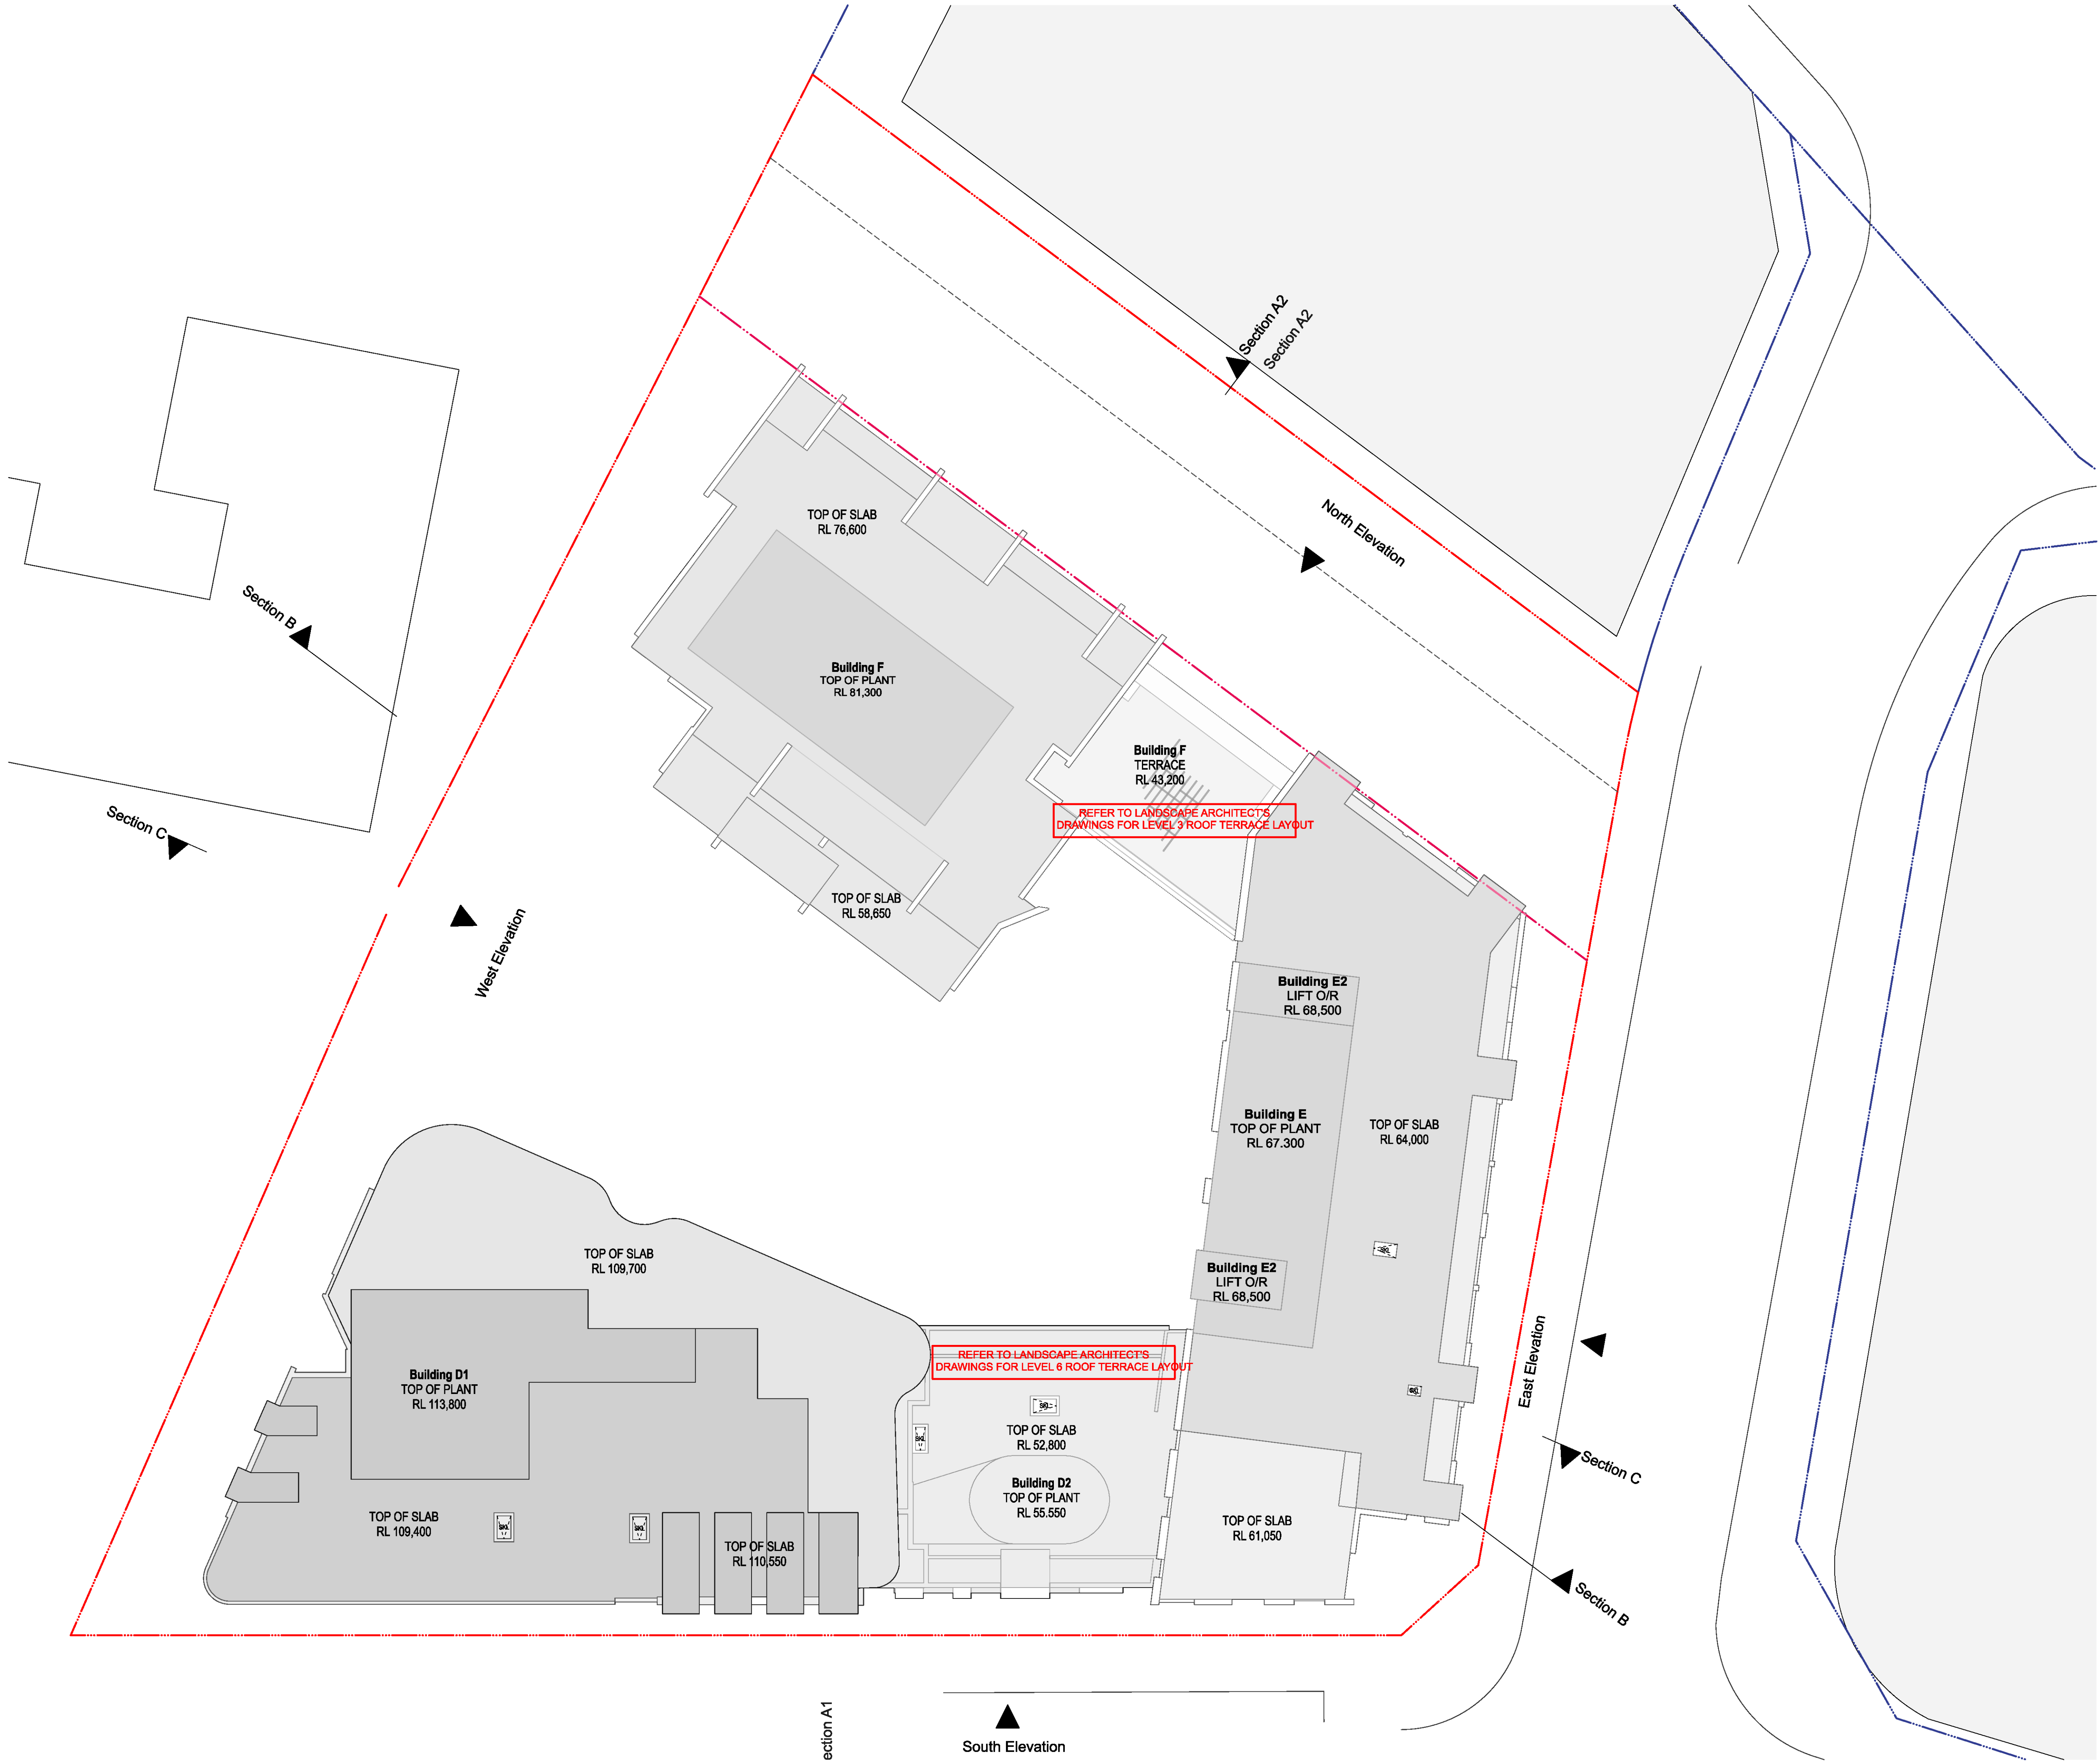 Section A2
Section A2
North Elevation
TOP OF SLAB
RL 76,600
Section B
Building F
TOP OF PLANT
RL 81,300
Building F
TERRACE
RL 43,200
REFER TO LANDSCAPE ARCHITECT'S
DRAWINGS FOR LEVEL 3 ROOF TERRACE LAYOUT
Section C
TOP OF SLAB
RL 58,650
West Elevation
Building E2
LIFT O/R
RL 68,500
Building E
TOP OF PLANT
RL 67.300
TOP OF SLAB
RL 64,000
TOP OF SLAB
RL 109,700
SKL
Building E2
LIFT O/R
RL 68,500
REFER TO LANDSCAPE ARCHITECT'S
DRAWINGS FOR LEVEL 6 ROOF TERRACE LAYOUT
East Elevation
Building D1
TOP OF PLANT
RL 113,800
SKL
SKL
SKL
TOP OF SLAB
RL 52,800
Building D2
TOP OF PLANT
RL 55.550
Section C
TOP OF SLAB
RL 109,400
SKL
SKL
TOP OF SLAB
RL 110,550
TOP OF SLAB
RL 61,050
Section B
ection A1
South Elevation